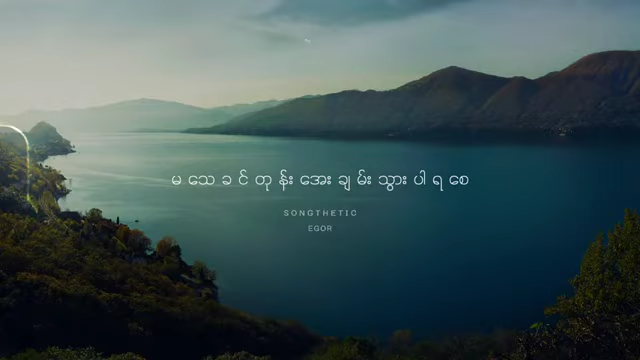 မ သေ ခ င် တု န်း အေး ချ မ်း သွား ပါ ရ စေ
SONGTHETIC
EGOR